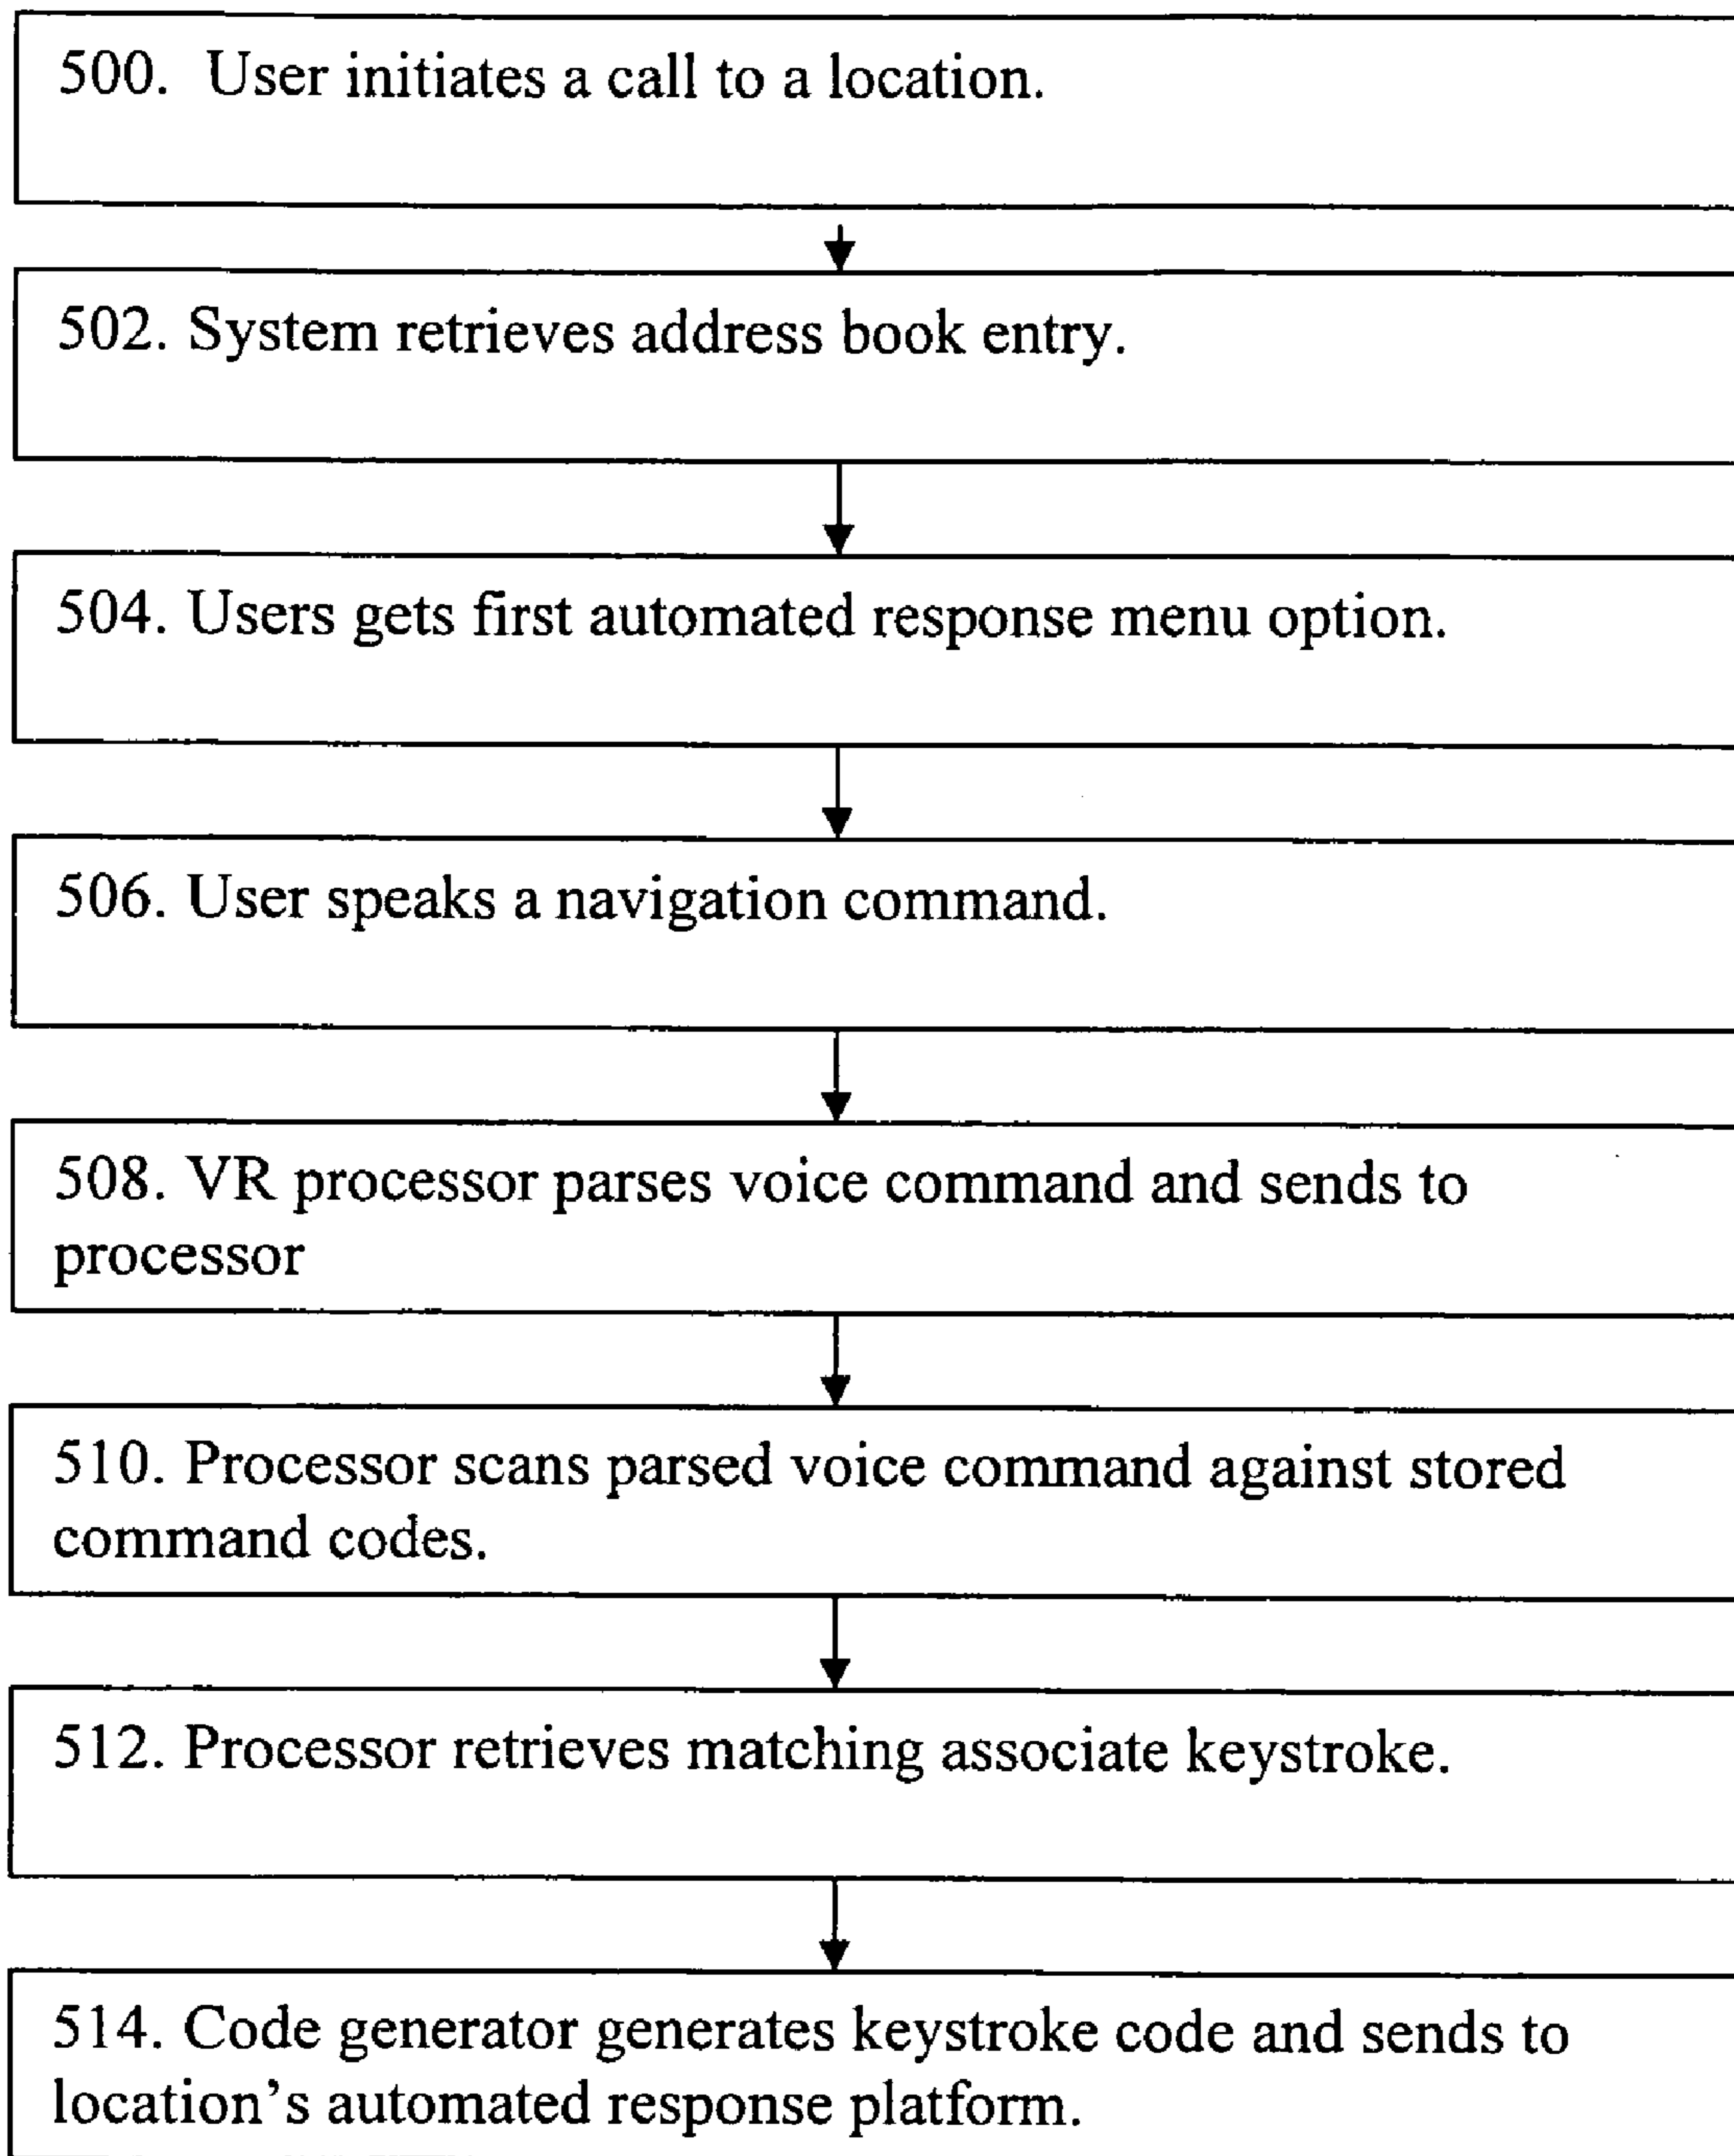 500. User initiates a call to a location.
502. System retrieves address book entry.
504. Users gets first automated response menu option.
506. User speaks a navigation command.
508. VR processor parses voice command and sends to
processor
510. Processor scans parsed voice command against stored
command codes.
512. Processor retrieves matching associate keystroke.
514. Code generator generates keystroke code and sends to
location's automated response platform.